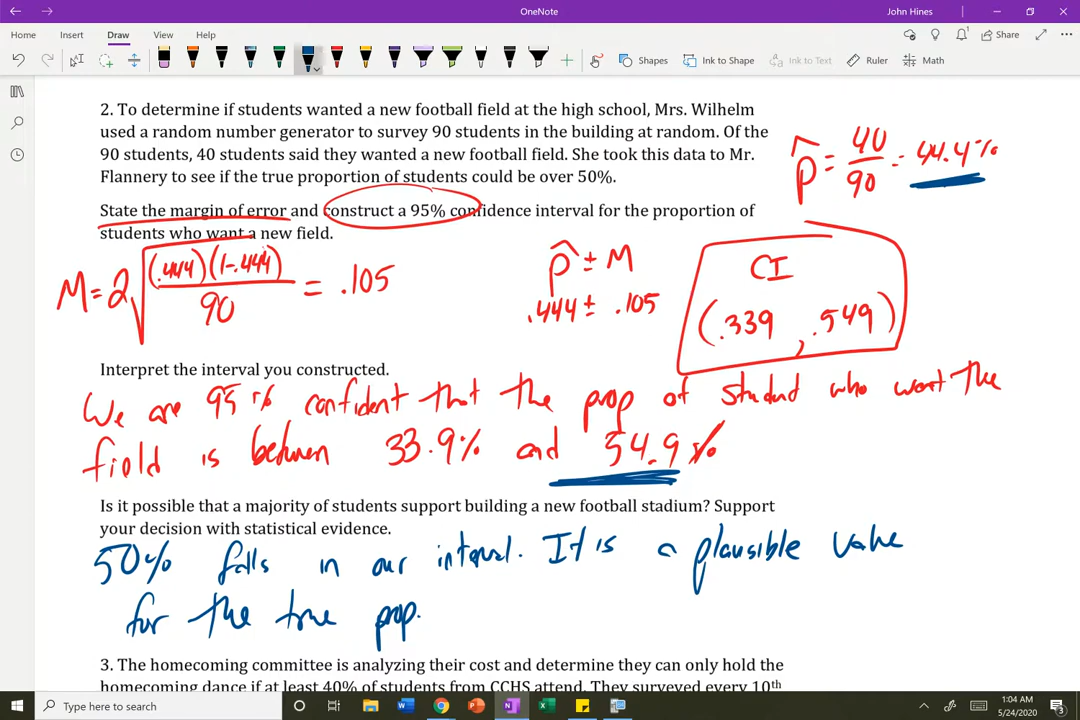 OneNote
John Hines
Home Insert Draw View Help
Share
Shapes
Ink to Shape
Ink to Text
Ruler
Math
2. To determine if students wanted a new football field at the high school, Mrs. Wilhelm
used a random number generator to survey 90 students in the building at random. Of the
90 students, 40 students said they wanted a new football field. She took this data to Mr.
Flannery to see if the true proportion of students could be over 50%.
p̂ = 40/90 = 44.4%
State the margin of error and construct a 95% confidence interval for the proportion of
students who want a new field.
M = 2√((.444)(1-.444)/90) = .105
p̂ ± M
.444 ± .105
CI
(.339, .549)
Interpret the interval you constructed.
We are 95% confident that the prop of student who want the
field is between 33.9% and 54.9%
Is it possible that a majority of students support building a new football stadium? Support
your decision with statistical evidence.
50% falls in our interval. It is a plausible value
for the true prop.
3. The homecoming committee is analyzing their cost and determine they can only hold the
homecoming dance if at least 40% of students from CCHS attend. They surveyed every 10th
Type here to search
1:04 AM
5/24/2020
3